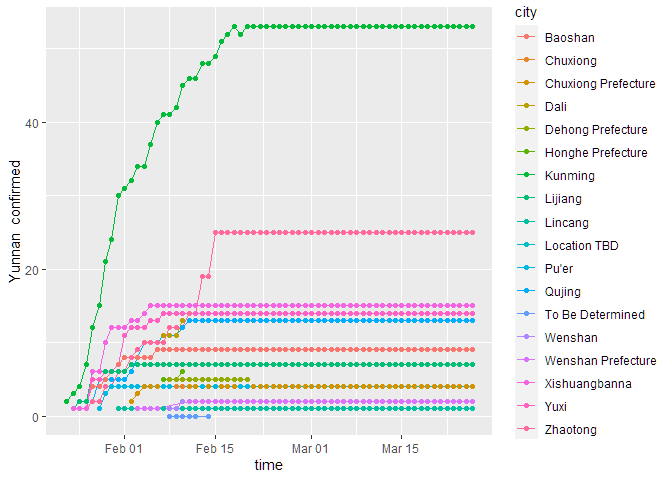 city
Baoshan
Chuxiong
Chuxiong Prefecture
Dali
Dehong Prefecture
Honghe Prefecture
Kunming
Lijiang
Lincang
Location TBD
Pu'er
Qujing
To Be Determined
Wenshan
Wenshan Prefecture
Xishuangbanna
Yuxi
Zhaotong
Yunnan confirmed
40
20
0
Feb 01 Feb 15 Mar 01 Mar 15
time